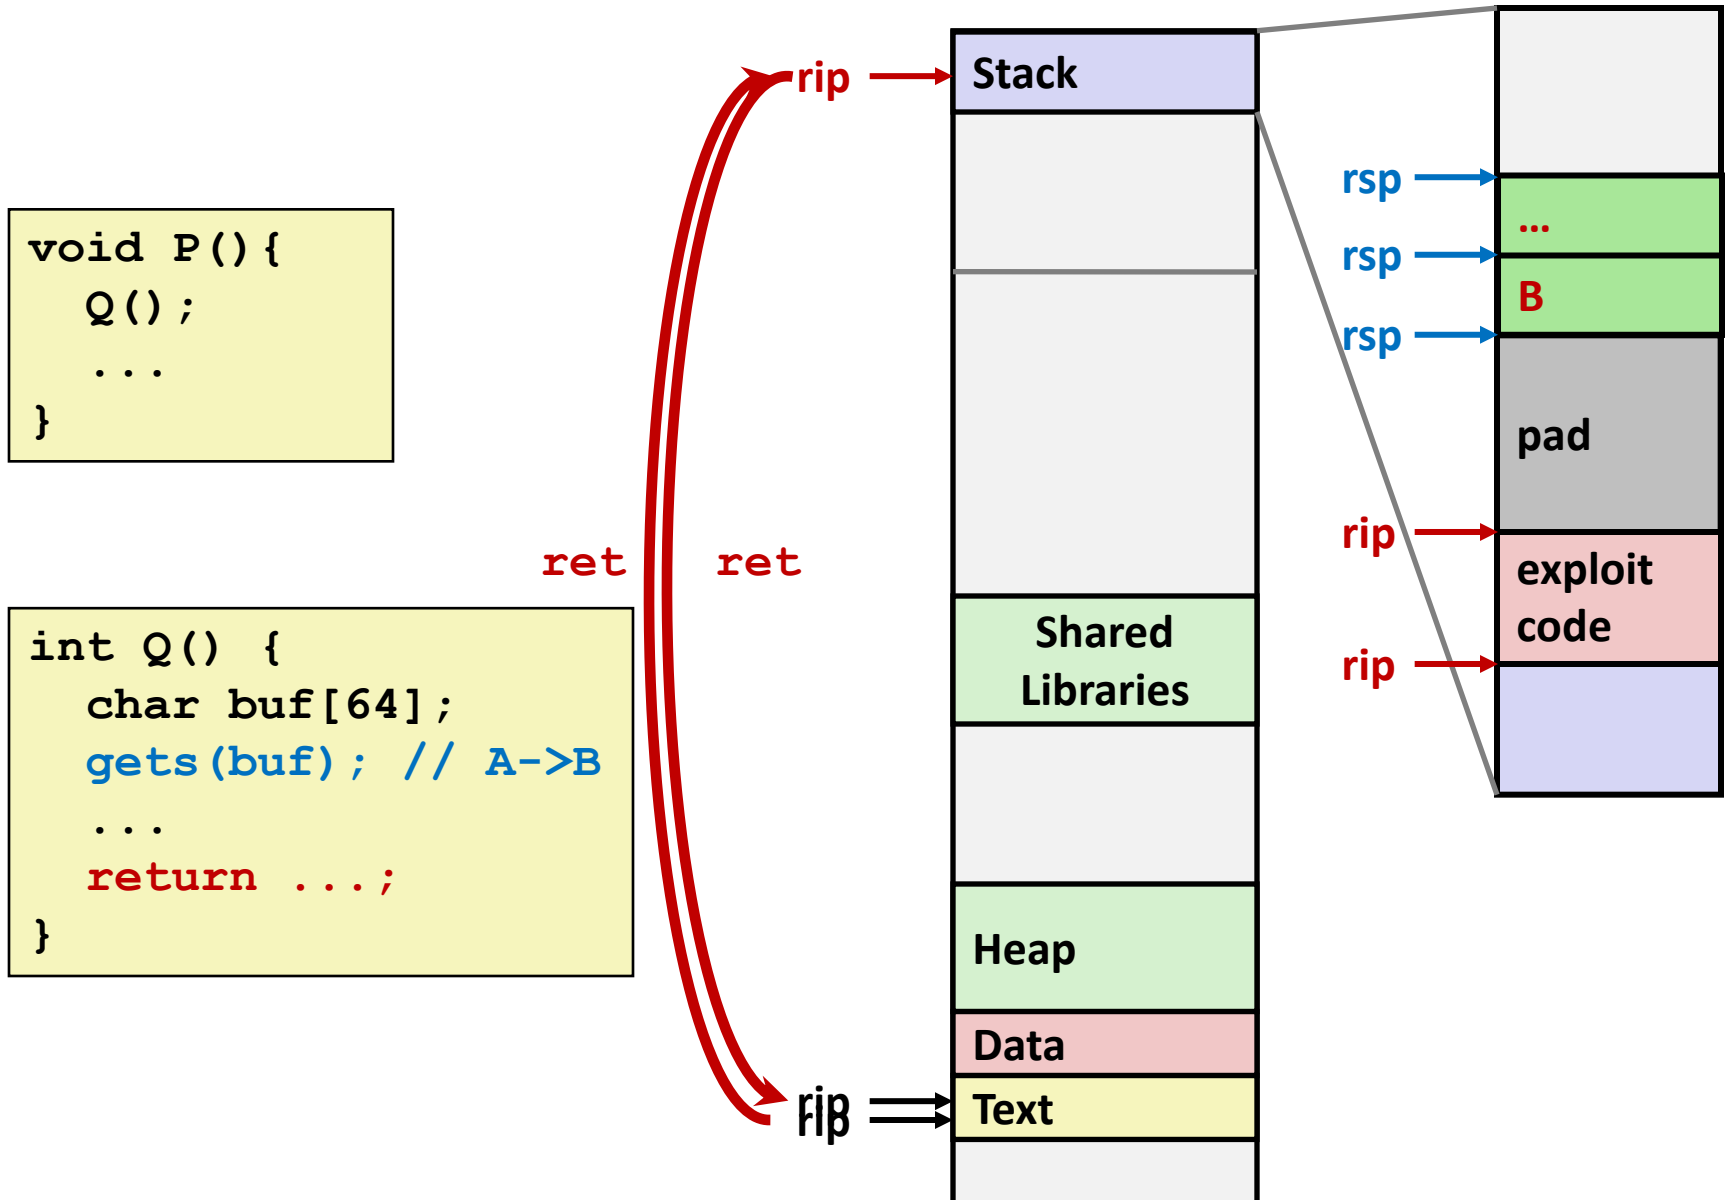 void P(){
Q();
...
}
int Q() {
char buf[64];
gets(buf); // A->B
...
return ...;
}
ret
ret
rip
rip
rip
Stack
Shared
Libraries
Heap
Data
Text
rsp
rsp
rsp
rip
rip
...
B
pad
exploit
code